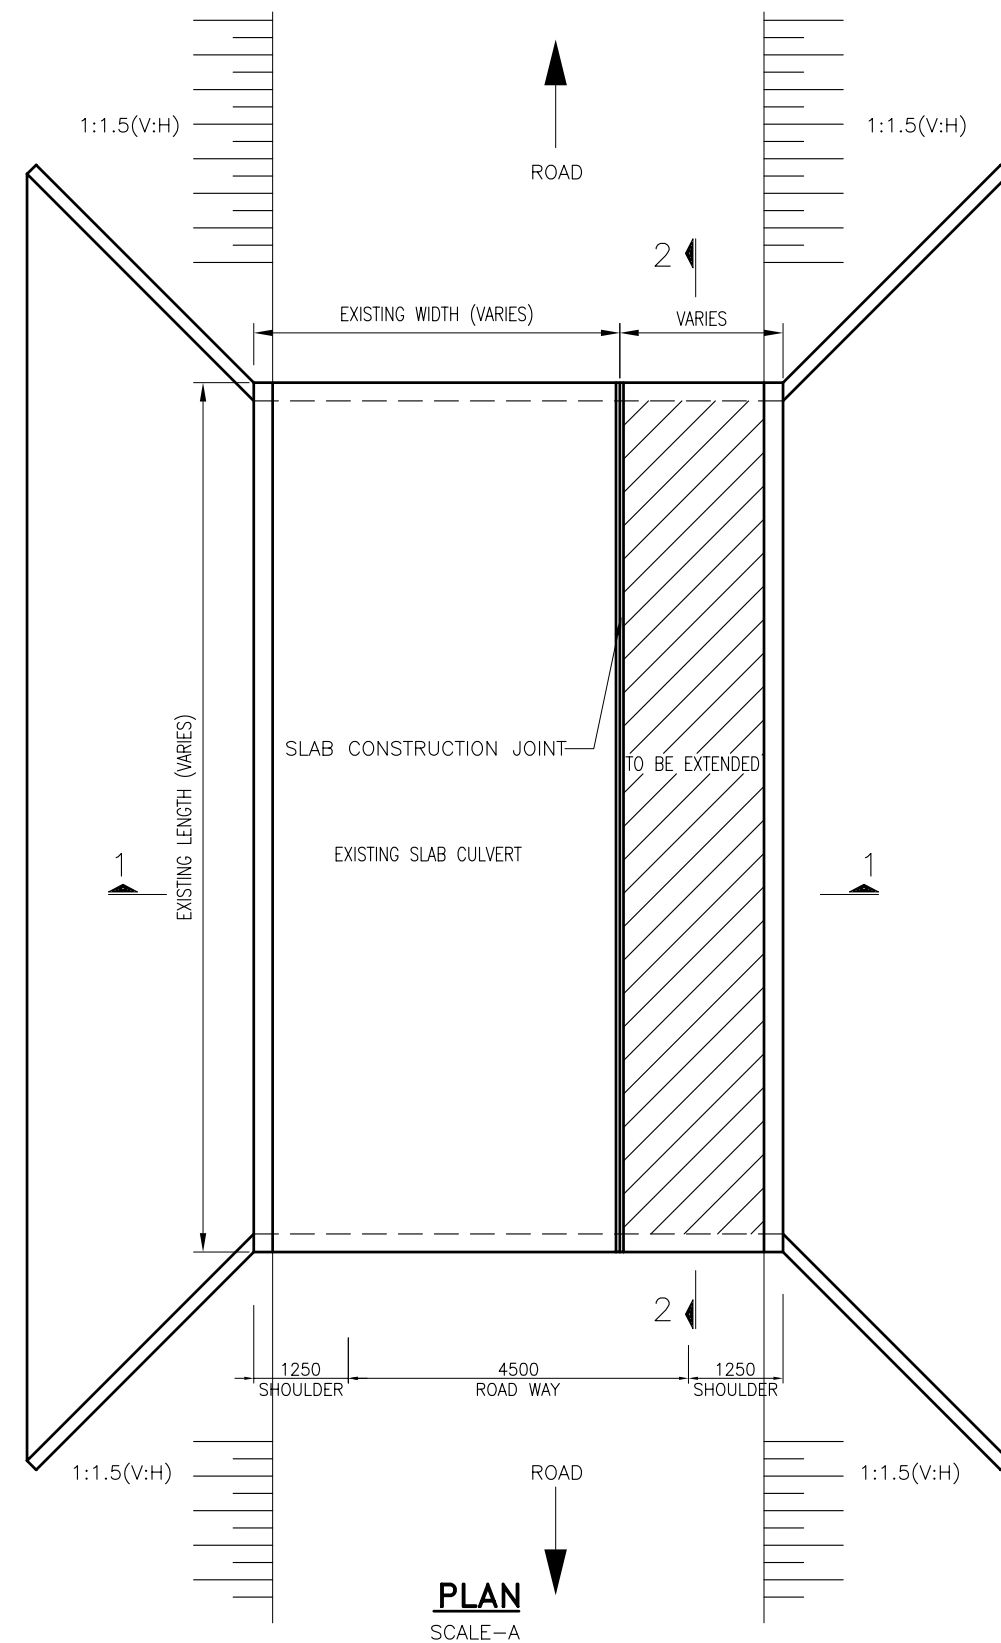 1:1.5(V:H)
1:1.5(V:H)
ROAD
2
EXISTING WIDTH (VARIES)
VARIES
EXISTING LENGTH (VARIES)
SLAB CONSTRUCTION JOINT
TO BE EXTENDED
EXISTING SLAB CULVERT
1
1
2
1250
SHOULDER
4500
ROAD WAY
1250
SHOULDER
1:1.5(V:H)
ROAD
1:1.5(V:H)
PLAN
SCALE-A